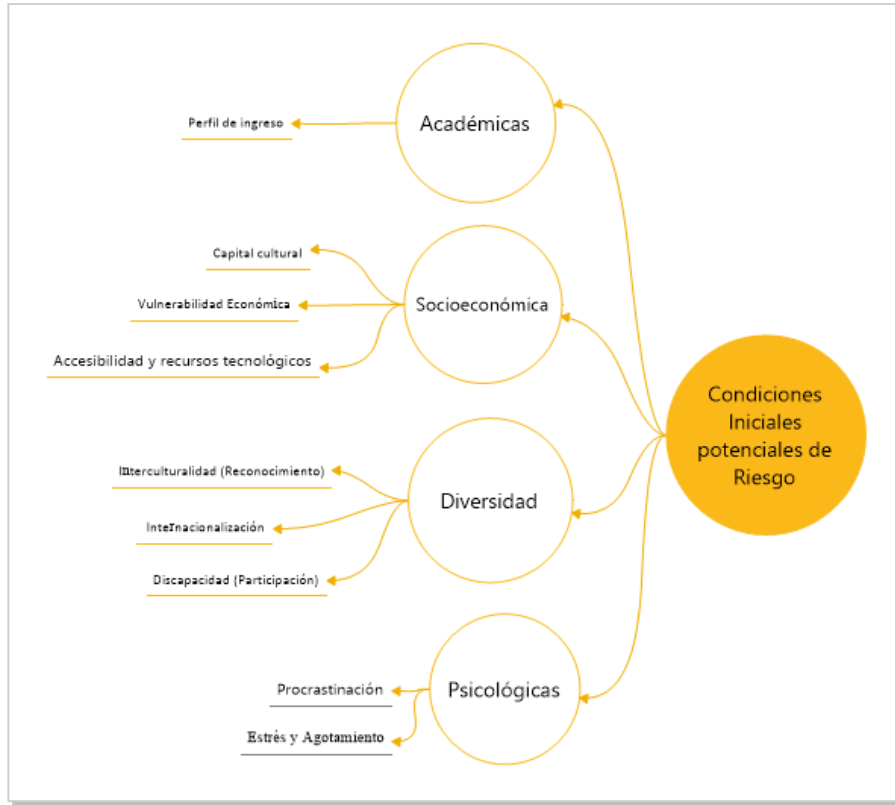 Académicas
Perfil de ingreso
Socioeconómica
Capital cultural
Vulnerabilidad Económica
Accesibilidad y recursos tecnológicos
Condiciones
Iniciales
potenciales de
Riesgo
Diversidad
Interculturalidad (Reconocimiento)
Internacionalización
Discapacidad (Participación)
Psicológicas
Procrastinación
Estrés y Agotamiento